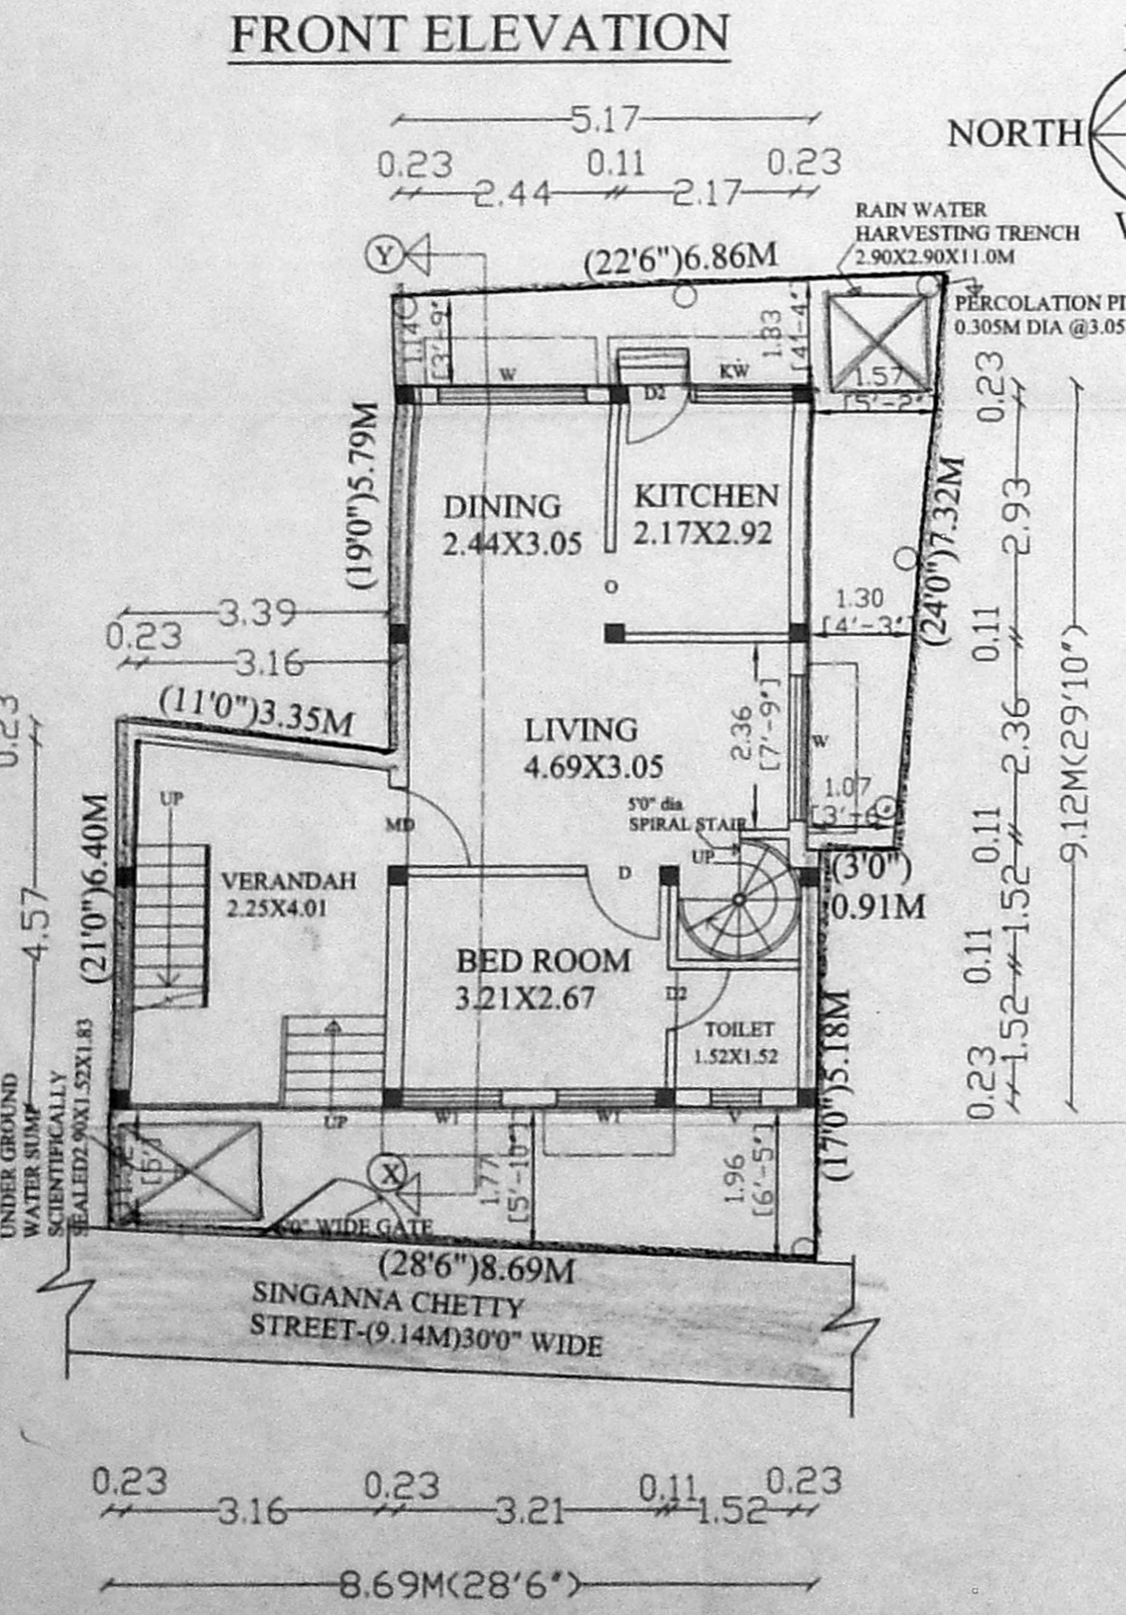 FRONT ELEVATION
5.17
0.23 0.11 0.23
2.44 2.17
NORTH
RAIN WATER
HARVESTING TRENCH
2.90X2.90X11.0M
Y
(22'6")6.86M
PERCOLATION
0.305M DIA @3.05
1.14
[3'-9"]
1.33
[4'-4"]
W
D2
KW
1.57
[5'-2"]
0.23
(19'0")5.79M
DINING
2.44X3.05
KITCHEN
2.17X2.92
(24'0")7.32M
2.93
O
1.30
[4'-3"]
0.11
3.39
0.23
3.16
(11'0")3.35M
LIVING
4.69X3.05
2.36
[7'-9"]
W
2.36
9.12M(29'10")
0.23
UP
MD
5'0" dia
SPIRAL STAIR
UP
1.07
0.11
(21'0")6.40M
4.57
VERANDAH
2.25X4.01
D
(3'0")
0.91M
1.52
BED ROOM
3.21X2.67
0.11
D2
TOILET
1.52X1.52
(17'0")5.18M
1.52
0.23
UNDER GROUND
WATER SUMP
SCIENTIFICALLY
SEALED2.90X1.52X1.83
UP
W1
W1
V
[5']
X
1.77
[5'-10"]
1.96
[6'-5"]
WIDE GATE
(28'6")8.69M
SINGANNA CHETTY
STREET-(9.14M)30'0" WIDE
0.23 0.23 0.11 0.23
3.16 3.21 1.52
8.69M(28'6")